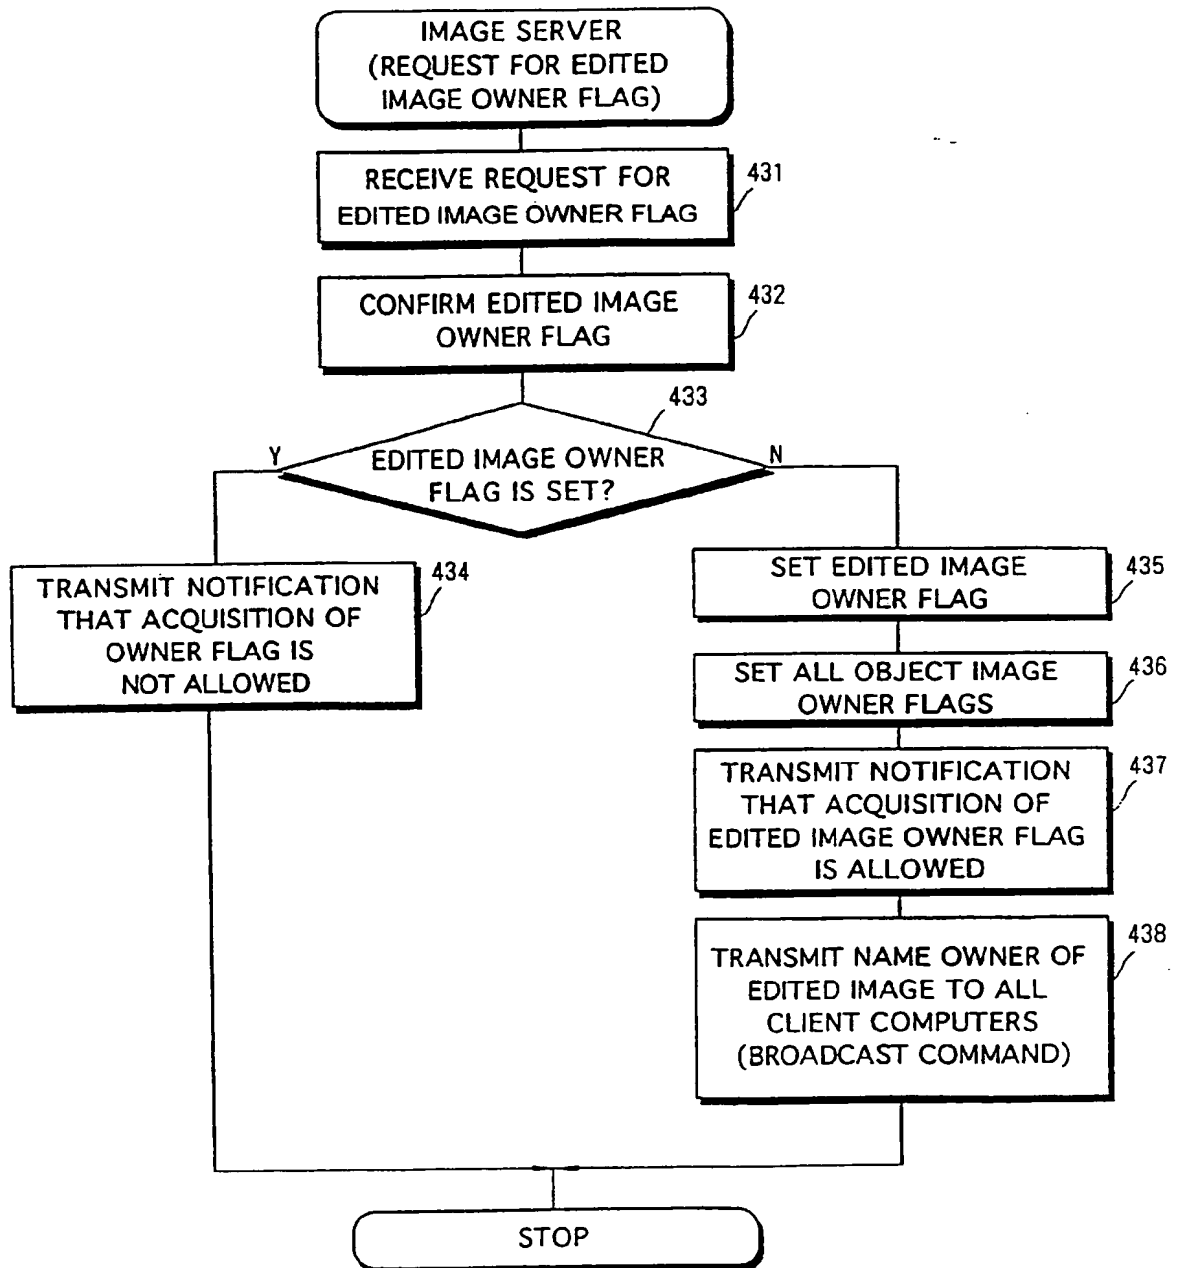 IMAGE SERVER
(REQUEST FOR EDITED
IMAGE OWNER FLAG)
RECEIVE REQUEST FOR
EDITED IMAGE OWNER FLAG
431
CONFIRM EDITED IMAGE
OWNER FLAG
432
433
EDITED IMAGE OWNER
FLAG IS SET?
Y
N
TRANSMIT NOTIFICATION
THAT ACQUISITION OF
OWNER FLAG IS
NOT ALLOWED
434
SET EDITED IMAGE
OWNER FLAG
435
SET ALL OBJECT IMAGE
OWNER FLAGS
436
TRANSMIT NOTIFICATION
THAT ACQUISITION OF
EDITED IMAGE OWNER FLAG
IS ALLOWED
437
TRANSMIT NAME OWNER OF
EDITED IMAGE TO ALL
CLIENT COMPUTERS
(BROADCAST COMMAND)
438
STOP